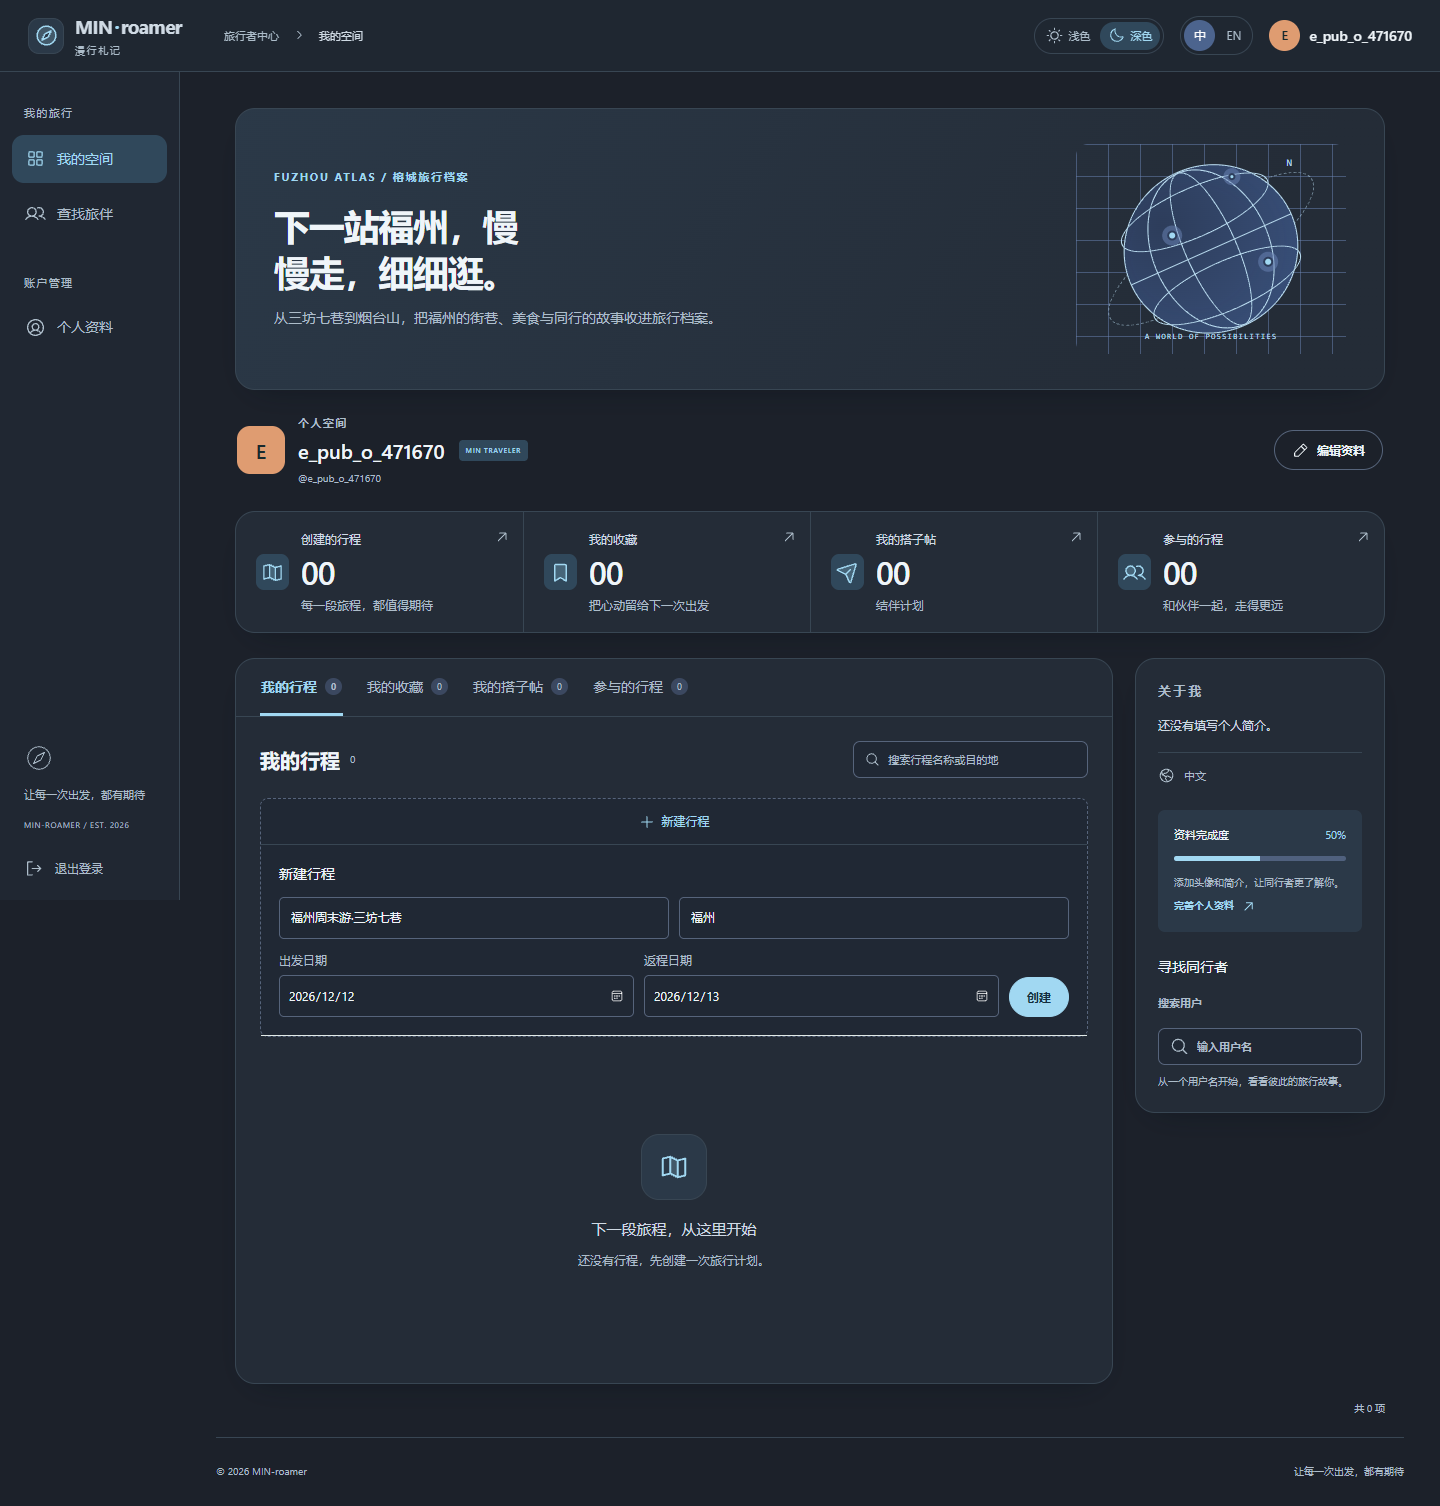 MIN·roamer
漫行札记
旅行者中心
我的空间
浅色
深色
中
EN
E
e_pub_o_471670
我的旅行
我的空间
查找旅伴
账户管理
个人资料
让每一次出发，都有期待
MIN-ROAMER / EST. 2026
退出登录
FUZHOU ATLAS / 榕城旅行档案
下一站福州，慢
慢走，细细逛。
从三坊七巷到烟台山，把福州的街巷、美食与同行的故事收进旅行档案。
N
A WORLD OF POSSIBILITIES
E
个人空间
e_pub_o_471670
MIN TRAVELER
@e_pub_o_471670
编辑资料
创建的行程
00
每一段旅程，都值得期待
我的收藏
00
把心动留给下一次出发
我的搭子帖
00
结伴计划
参与的行程
00
和伙伴一起，走得更远
我的行程 0
我的收藏 0
我的搭子帖 0
参与的行程 0
我的行程 0
搜索行程名称或目的地
新建行程
新建行程
福州周末游·三坊七巷
福州
出发日期
返程日期
2026/12/12
2026/12/13
创建
下一段旅程，从这里开始
还没有行程，先创建一次旅行计划。
关于我
还没有填写个人简介。
中文
资料完成度
50%
添加头像和简介，让同行者更了解你。
完善个人资料
寻找同行者
搜索用户
输入用户名
从一个用户名开始，看看彼此的旅行故事。
共 0 项
© 2026 MIN-roamer
让每一次出发，都有期待